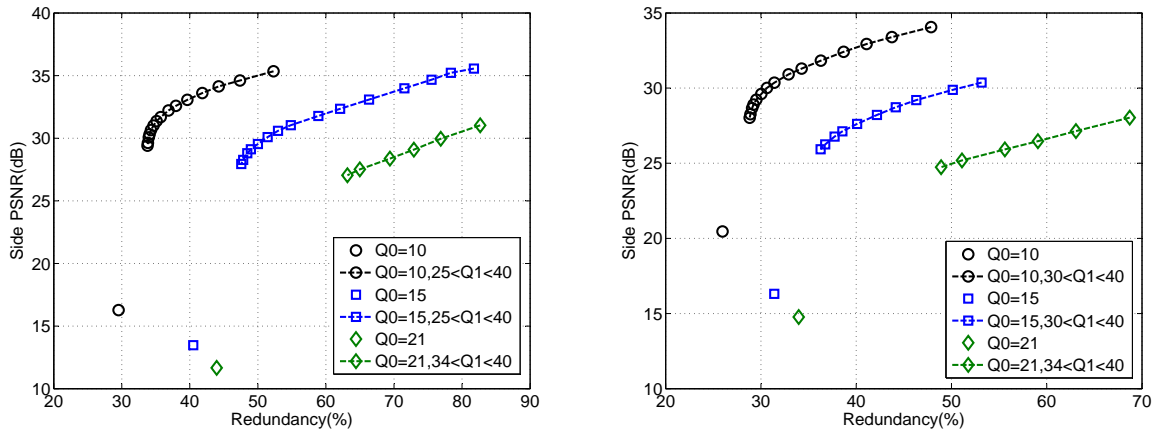 40
35
30
25
20
15
10
Side PSNR(dB)
20 30 40 50 60 70 80 90
Redundancy(%)
Q0=10
Q0=10,25<Q1<40
Q0=15
Q0=15,25<Q1<40
Q0=21
Q0=21,34<Q1<40
35
30
25
20
15
10
Side PSNR(dB)
20 30 40 50 60 70
Redundancy(%)
Q0=10
Q0=10,30<Q1<40
Q0=15
Q0=15,30<Q1<40
Q0=21
Q0=21,34<Q1<40